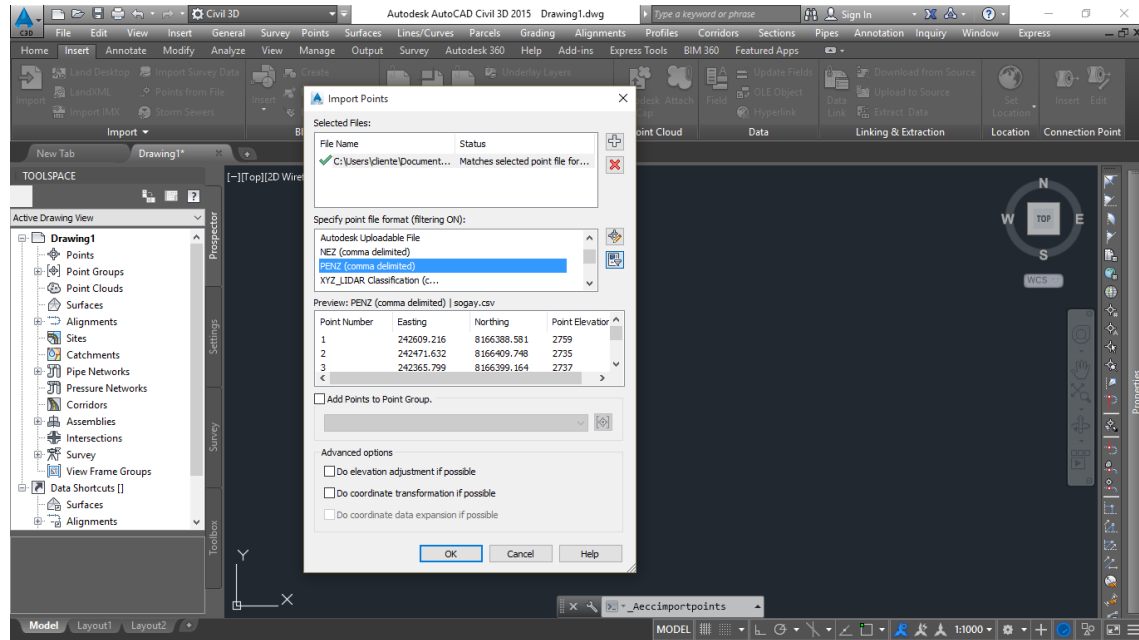 Civil 3D
Autodesk AutoCAD Civil 3D 2015 Drawing1.dwg
Type a keyword or phrase
Sign In
C3D
File Edit View Insert General Survey Points Surfaces Lines/Curves Parcels Grading Alignments Profiles Corridors Sections Pipes Annotation Inquiry Window Express
Home Insert Annotate Modify Analyze View Manage Output Survey Autodesk 360 Help Add-ins Express Tools BIM 360 Featured Apps
Import
Land Desktop Import Survey Data
LandXML Points from File
Import IMX Storm Sewers
Insert
Create
Underlay Layers
Attach
Field
Update Fields
OLE Object
Hyperlink
Data Link
Download from Source
Upload to Source
Extract Data
Set Location
Insert Edit
Import
Bl
oint Cloud
Data
Linking & Extraction
Location
Connection Point
New Tab Drawing1*
TOOLSPACE
Active Drawing View
Drawing1
Points
Point Groups
Point Clouds
Surfaces
Alignments
Sites
Catchments
Pipe Networks
Pressure Networks
Corridors
Assemblies
Intersections
Survey
View Frame Groups
Data Shortcuts []
Surfaces
Alignments
Prospector
Settings
Survey
Toolbox
[-][Top][2D Wiref
Import Points
Selected Files:
File Name Status
C:\Users\cliente\Document... Matches selected point file for...
Specify point file format (filtering ON):
Autodesk Uploadable File
NEZ (comma delimited)
PENZ (comma delimited)
XYZ_LIDAR Classification (c...
Preview: PENZ (comma delimited) | sogay.csv
Point Number Easting Northing Point Elevation
1 242609.216 8166388.581 2759
2 242471.632 8166409.748 2735
3 242365.799 8166399.164 2737
Add Points to Point Group.
Advanced options
Do elevation adjustment if possible
Do coordinate transformation if possible
Do coordinate data expansion if possible
OK Cancel Help
N
W TOP E
S
WCS
Properties
Y
X
_Aeccimportpoints
Model Layout1 Layout2
MODEL
1:1000